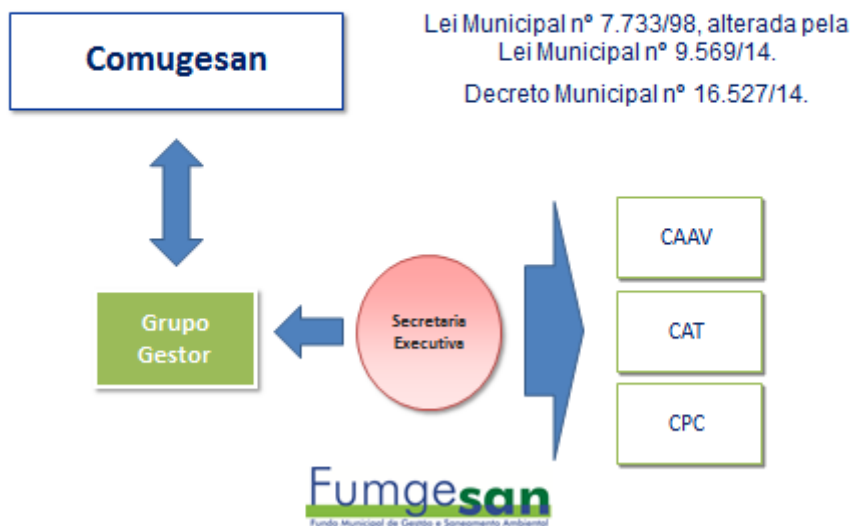 Comugesan
Lei Municipal nº 7.733/98, alterada pela
Lei Municipal nº 9.569/14.
Decreto Municipal nº 16.527/14.
Grupo
Gestor
Secretaria
Executiva
CAAV
CAT
CPC
Fumgesan
Fundo Municipal de Gestão e Saneamento Ambiental